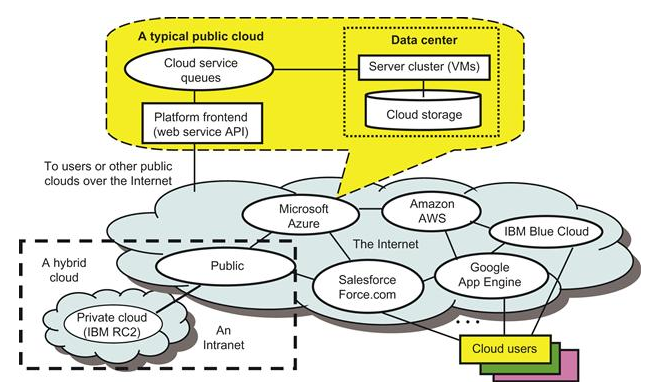 A typical public cloud
Data center
Cloud service
queues
Server cluster (VMs)
Platform frontend
(web service API)
Cloud storage
To users or other public
clouds over the Internet
Microsoft
Azure
Amazon
AWS
IBM Blue Cloud
The Internet
A hybrid
cloud
Public
Salesforce
Force.com
Google
App Engine
Private cloud
(IBM RC2)
An
Intranet
...
Cloud users